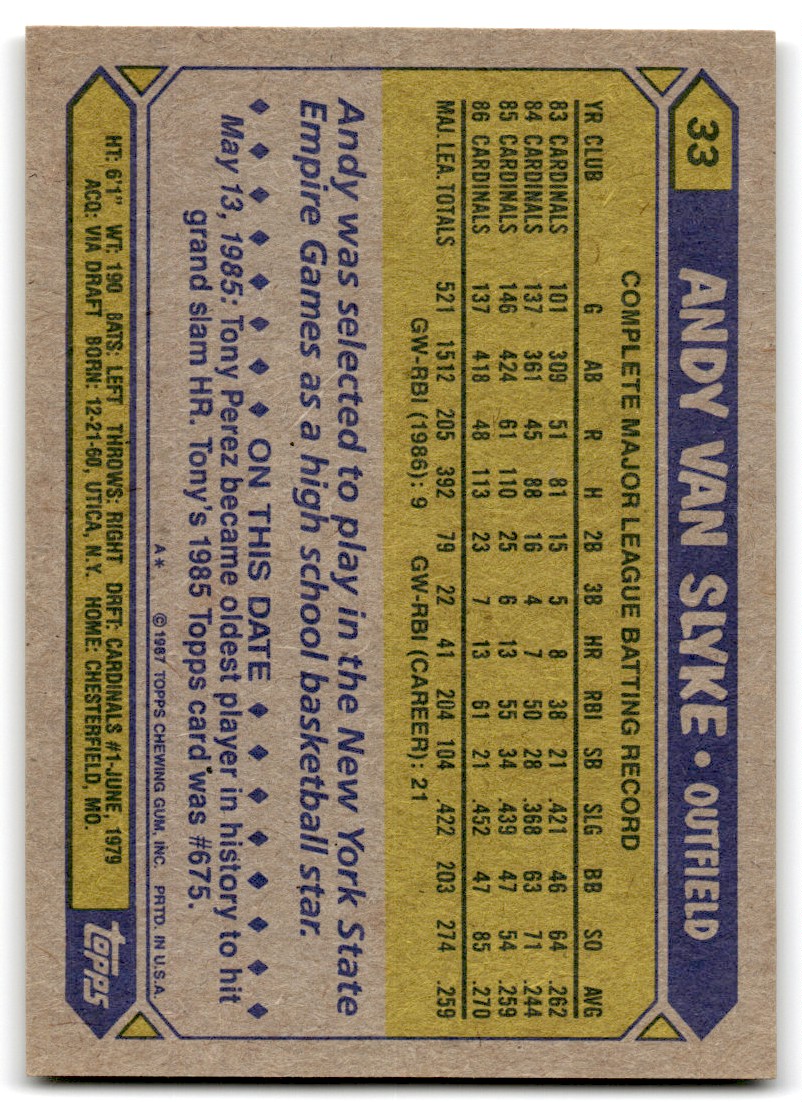 33 ANDY VAN SLYKE • OUTFIELD
COMPLETE MAJOR LEAGUE BATTING RECORD
YR CLUB G AB R H 2B 3B HR RBI SB SLG BB SO AVG
83 CARDINALS 101 309 51 81 15 5 8 38 21 .421 46 64 .262
84 CARDINALS 137 361 45 88 16 4 7 50 28 .368 63 71 .244
85 CARDINALS 146 424 61 110 25 6 13 55 34 .439 47 54 .259
86 CARDINALS 137 418 48 113 23 7 13 61 21 .452 47 85 .270
MAJ. LEA. TOTALS 521 1512 205 392 79 22 41 204 104 .422 203 274 .259
GW-RBI (1986): 9 GW-RBI (CAREER): 21
Andy was selected to play in the New York State
Empire Games as a high school basketball star.
ON THIS DATE
May 13, 1985: Tony Perez became oldest player in history to hit
grand slam HR. Tony's 1985 Topps card was #675.
A* © 1987 TOPPS CHEWING GUM, INC. PRTD. IN U.S.A.
HT: 6'1" WT: 190 BATS: LEFT THROWS: RIGHT DRFT: CARDINALS #1-JUNE, 1979
ACQ: VIA DRAFT BORN: 12-21-60, UTICA, N.Y. HOME: CHESTERFIELD, MO.
topps